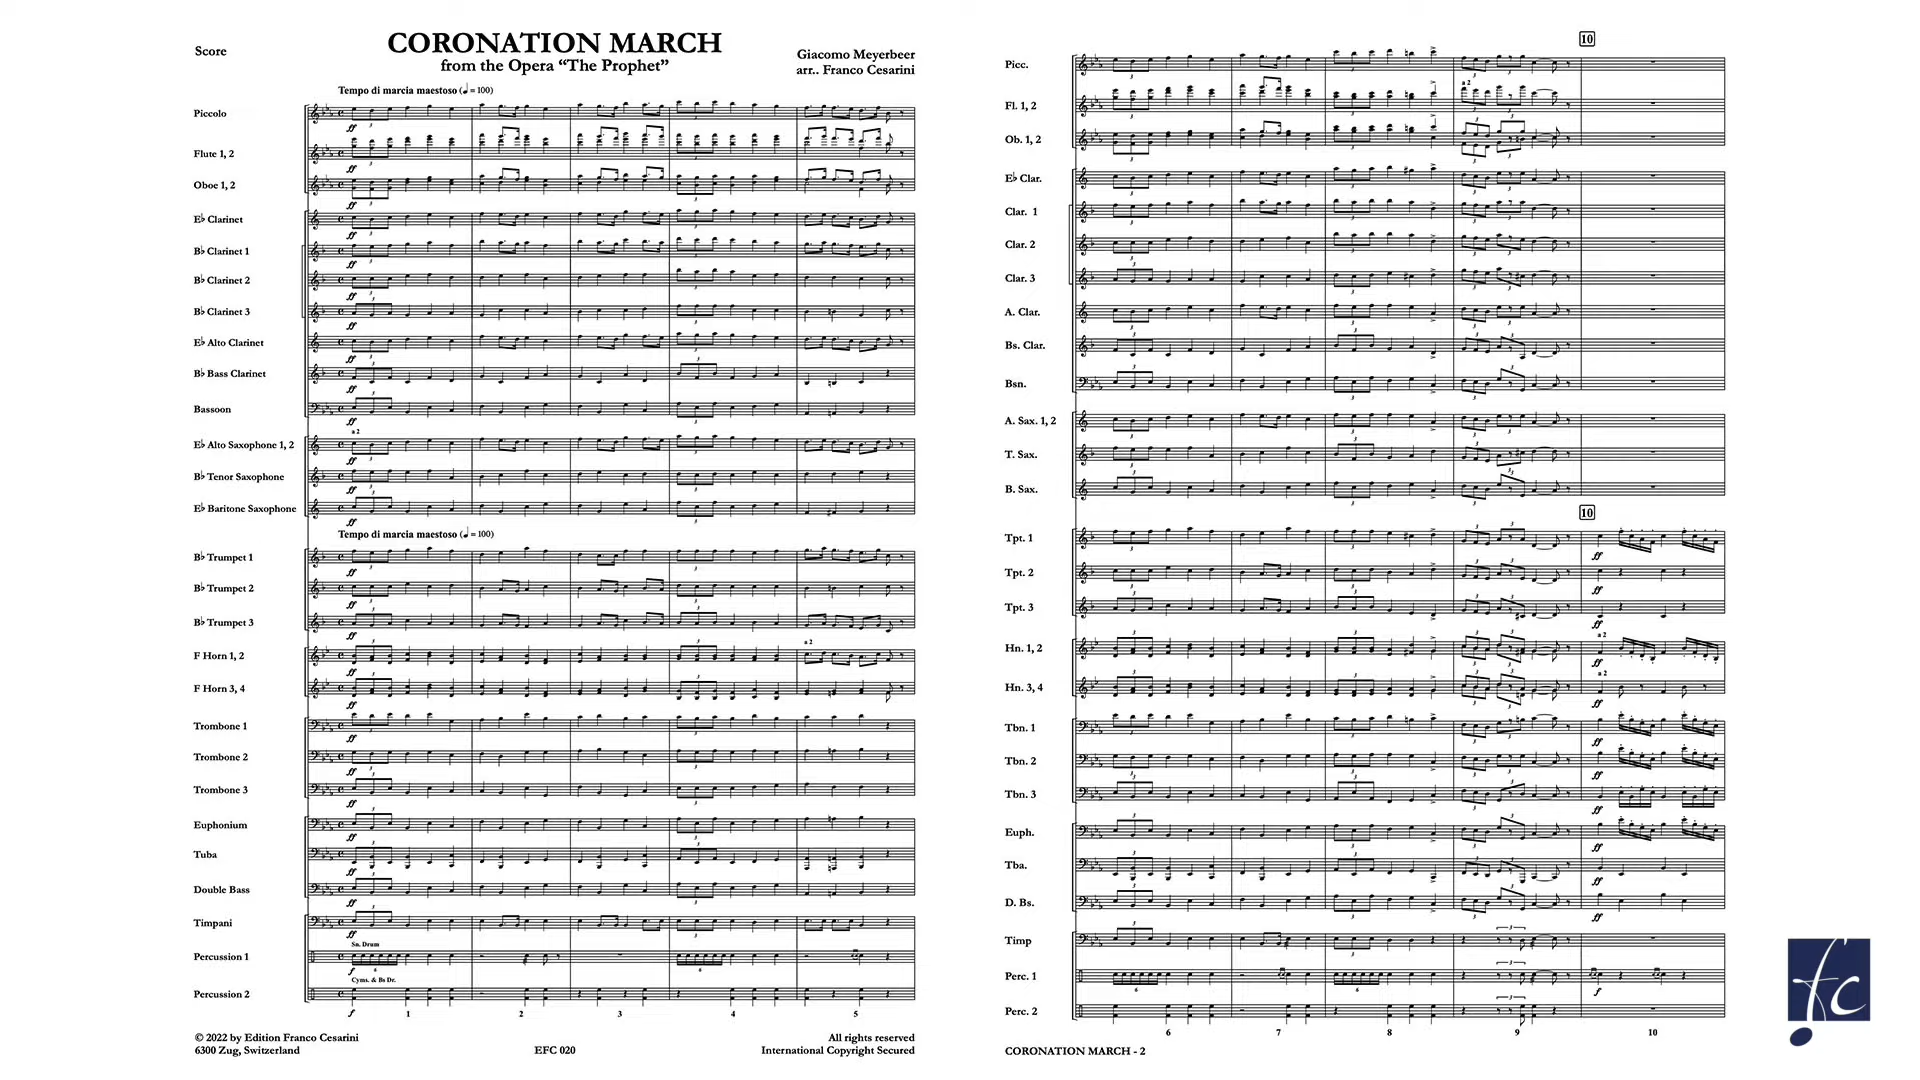 Score
CORONATION MARCH
from the Opera “The Prophet”
Giacomo Meyerbeer
arr.. Franco Cesarini
Tempo di marcia maestoso (♩=100)
Piccolo
Flute 1, 2
Oboe 1, 2
E♭ Clarinet
B♭ Clarinet 1
B♭ Clarinet 2
B♭ Clarinet 3
E♭ Alto Clarinet
B♭ Bass Clarinet
Bassoon
a 2
E♭ Alto Saxophone 1, 2
B♭ Tenor Saxophone
E♭ Baritone Saxophone
Tempo di marcia maestoso (♩=100)
B♭ Trumpet 1
B♭ Trumpet 2
B♭ Trumpet 3
a 2
F Horn 1, 2
F Horn 3, 4
Trombone 1
Trombone 2
Trombone 3
Euphonium
Tuba
Double Bass
Timpani
Sn. Drum
Percussion 1
Cyms. & Bs Dr.
Percussion 2
1 2 3 4 5
© 2022 by Edition Franco Cesarini
6300 Zug, Switzerland
EFC 020
All rights reserved
International Copyright Secured
10
Picc.
a 2
Fl. 1, 2
Ob. 1, 2
E♭ Clar.
Clar. 1
Clar. 2
Clar. 3
A. Clar.
Bs. Clar.
Bsn.
A. Sax. 1, 2
T. Sax.
B. Sax.
10
Tpt. 1
Tpt. 2
Tpt. 3
a 2
Hn. 1, 2
a 2
Hn. 3, 4
Tbn. 1
Tbn. 2
Tbn. 3
Euph.
Tba.
D. Bs.
Timp
Perc. 1
Perc. 2
6 7 8 9 10
CORONATION MARCH - 2
fc